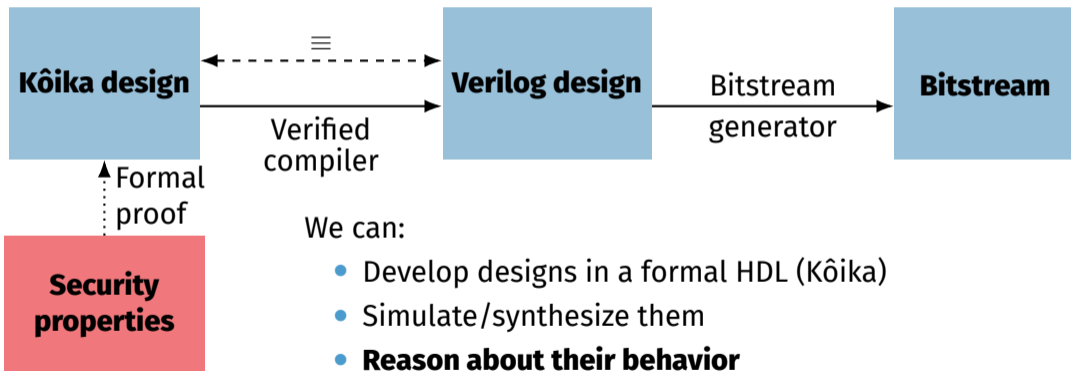 ≡
Kôika design
Verilog design
Bitstream
Verified
compiler
Bitstream
generator
Formal
proof
Security
properties
We can:
• Develop designs in a formal HDL (Kôika)
• Simulate/synthesize them
• Reason about their behavior